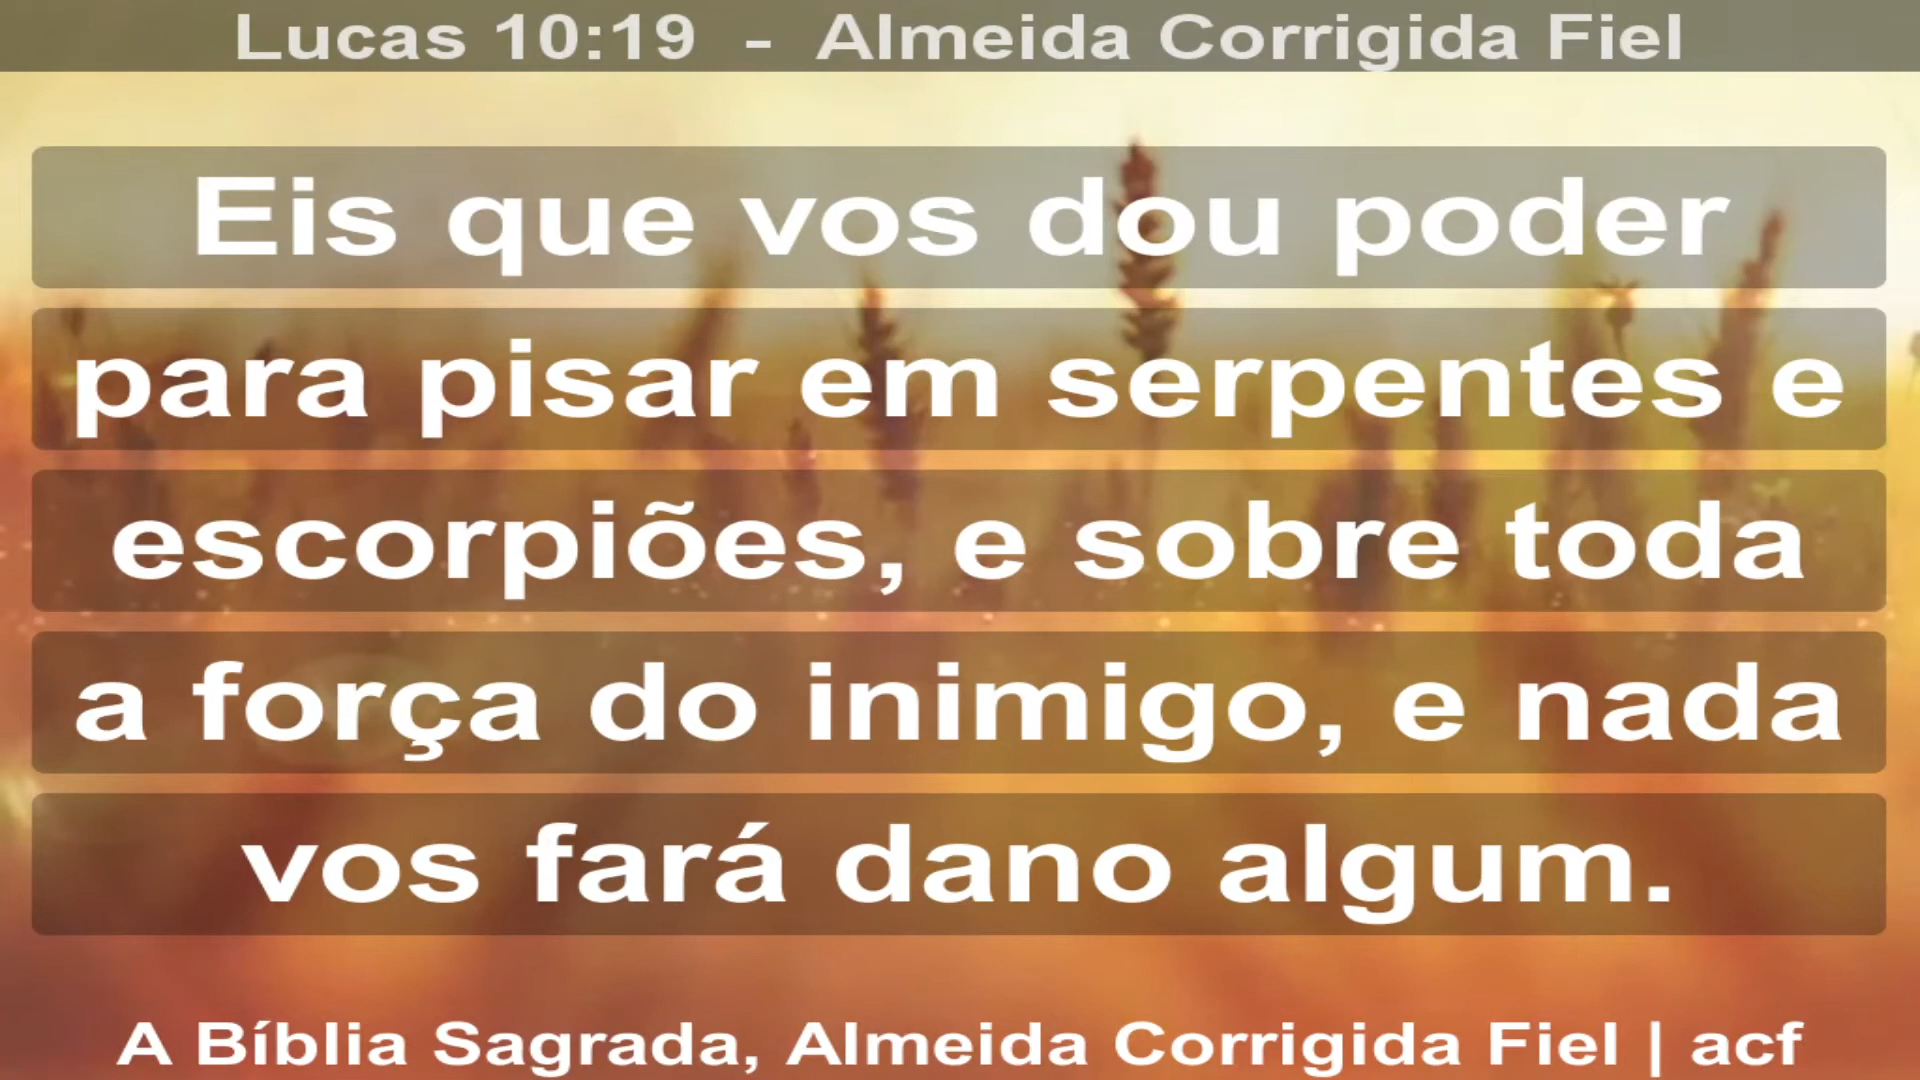 Lucas 10:19 - Almeida Corrigida Fiel
Eis que vos dou poder
para pisar em serpentes e
escorpiões, e sobre toda
a força do inimigo, e nada
vos fará dano algum.
A Bíblia Sagrada, Almeida Corrigida Fiel | acf